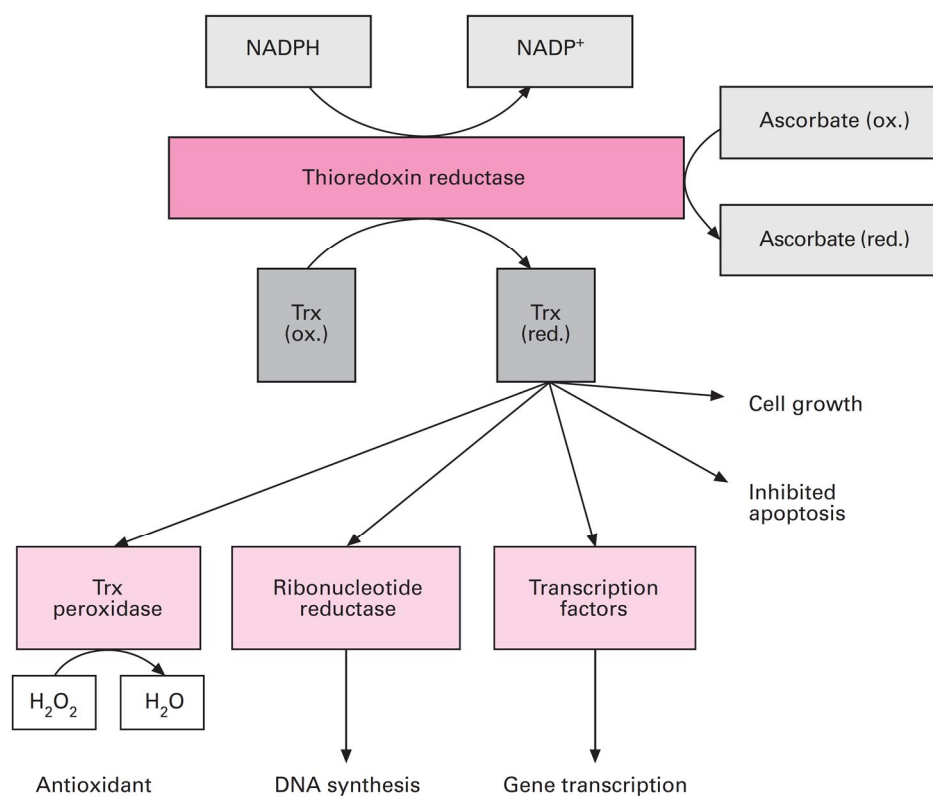 NADPH
NADP⁺
Ascorbate (ox.)
Thioredoxin reductase
Ascorbate (red.)
Trx
(ox.)
Trx
(red.)
Cell growth
Inhibited
apoptosis
Trx
peroxidase
Ribonucleotide
reductase
Transcription
factors
H₂O₂
H₂O
Antioxidant
DNA synthesis
Gene transcription